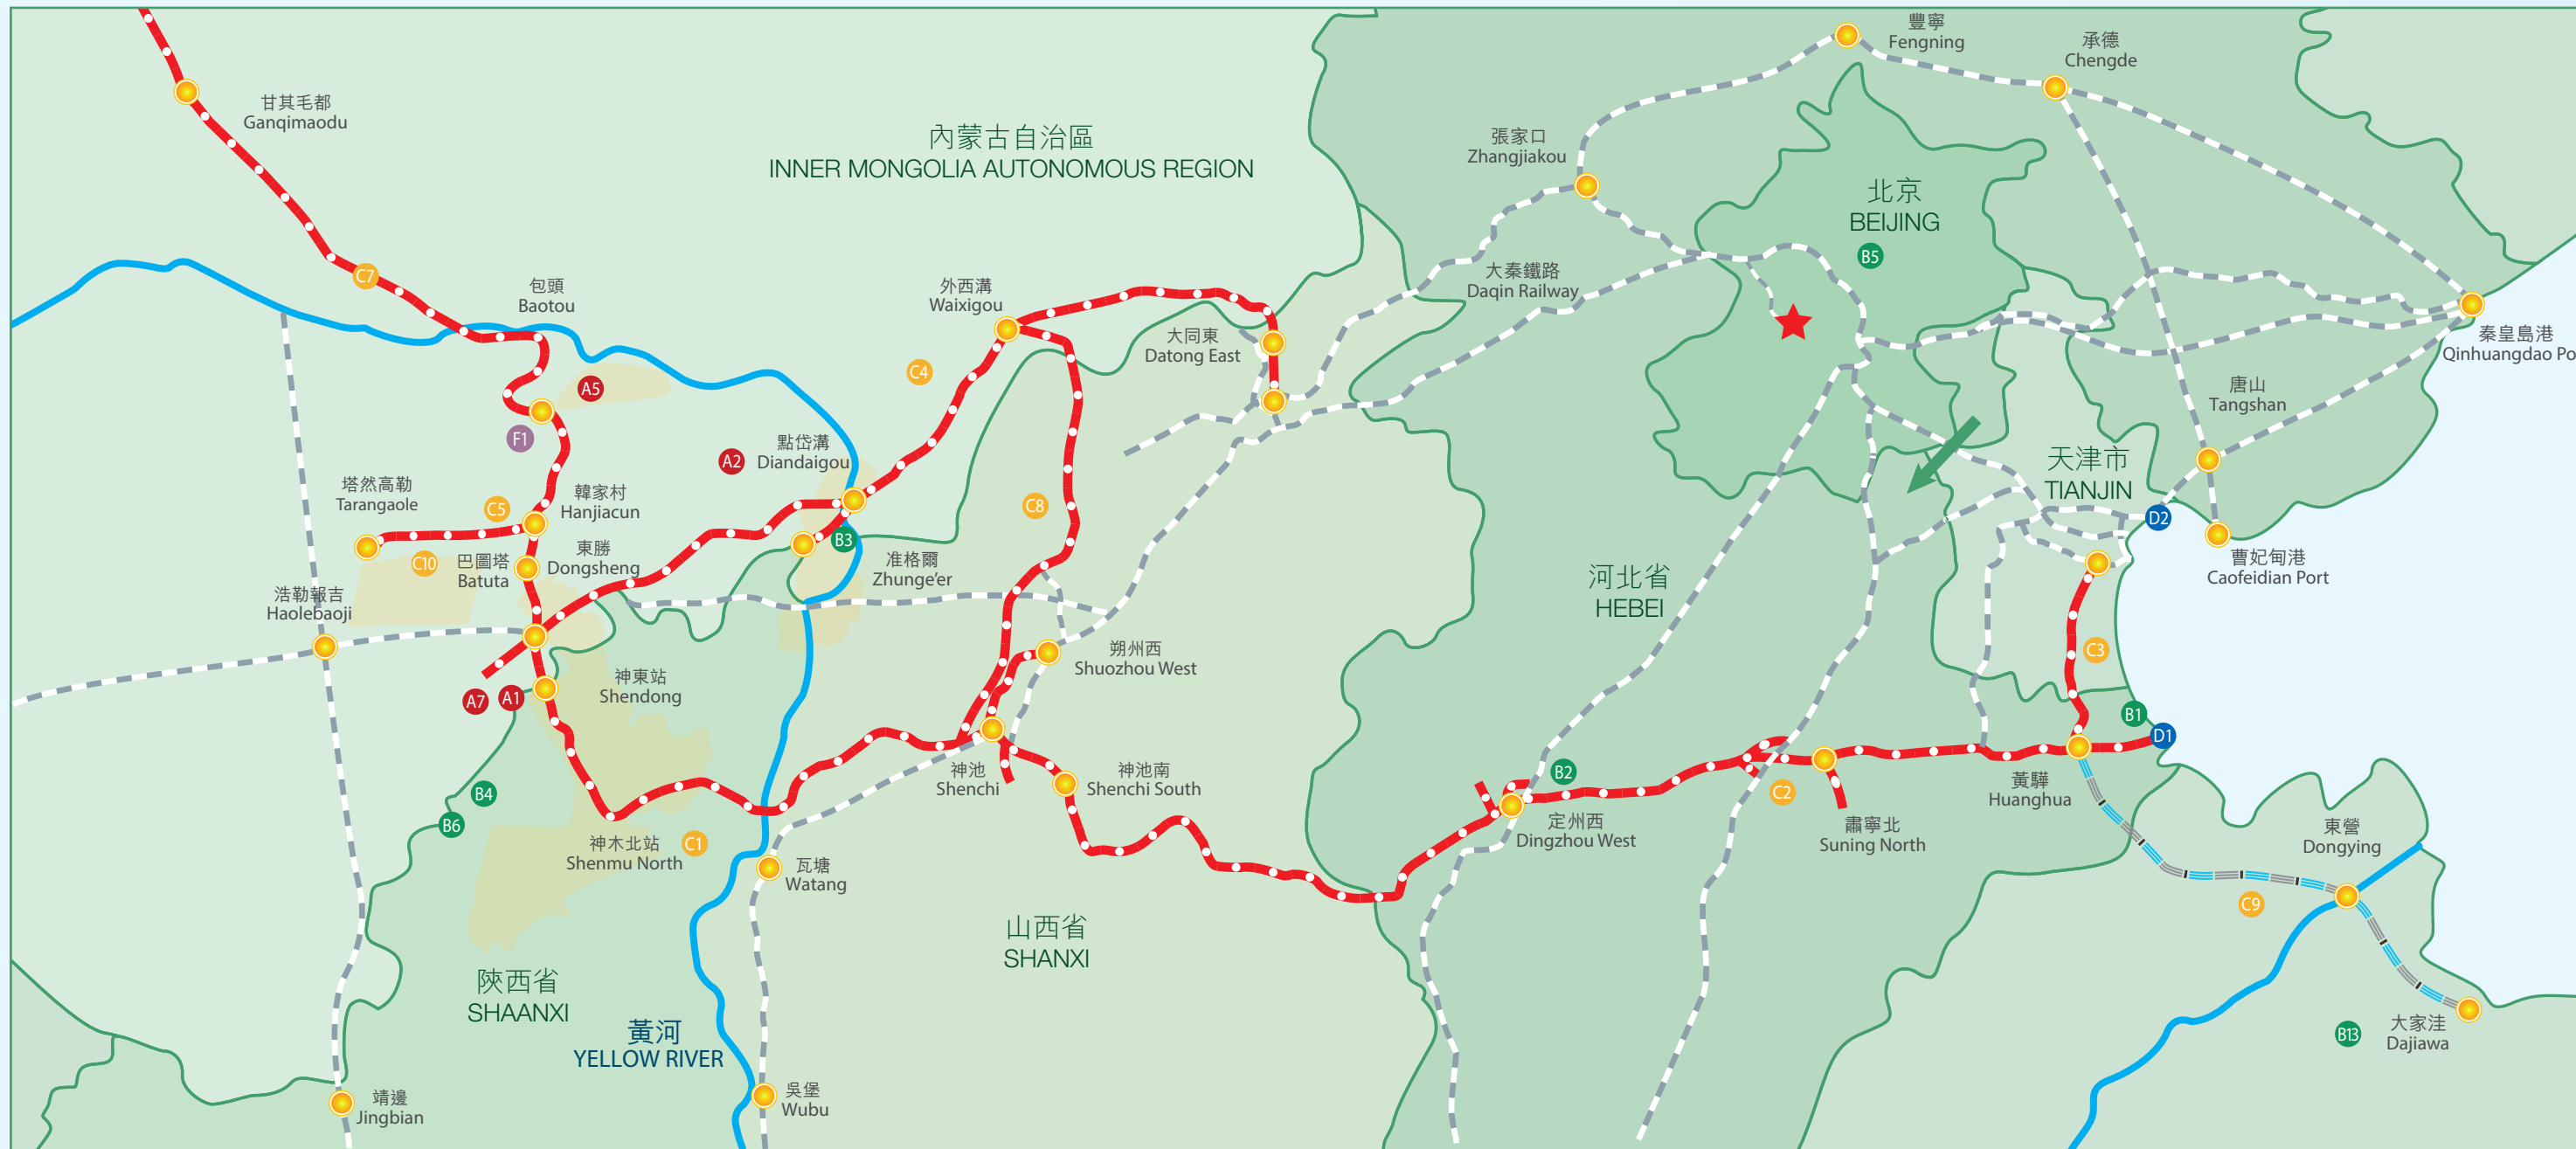 豐寧
Fengning
承德
Chengde
甘其毛都
Ganqimaodu
內蒙古自治區
INNER MONGOLIA AUTONOMOUS REGION
張家口
Zhangjiakou
北京
BEIJING
B5
C7
包頭
Baotou
外西溝
Waixigou
大秦鐵路
Daqin Railway
大同東
Datong East
秦皇島港
Qinhuangdao Po
C4
A5
唐山
Tangshan
F1
A2
點岱溝
Diandaigou
天津市
TIANJIN
塔然高勒
Tarangaole
C5
韓家村
Hanjiacun
C8
D2
B3
東勝
Dongsheng
C10
巴圖塔
Batuta
准格爾
Zhunge’er
曹妃甸港
Caofeidian Port
河北省
HEBEI
浩勒報吉
Haolebaoji
朔州西
Shuozhou West
C3
神東站
Shendong
A7
A1
B1
D1
神池
Shenchi
神池南
Shenchi South
B2
C2
黃驊
Huanghua
B4
B6
神木北站
Shenmu North
C1
定州西
Dingzhou West
肅寧北
Suning North
東營
Dongying
瓦塘
Watang
C9
山西省
SHANXI
陝西省
SHAANXI
黃河
YELLOW RIVER
B13
大家洼
Dajiawa
靖邊
Jingbian
吳堡
Wubu